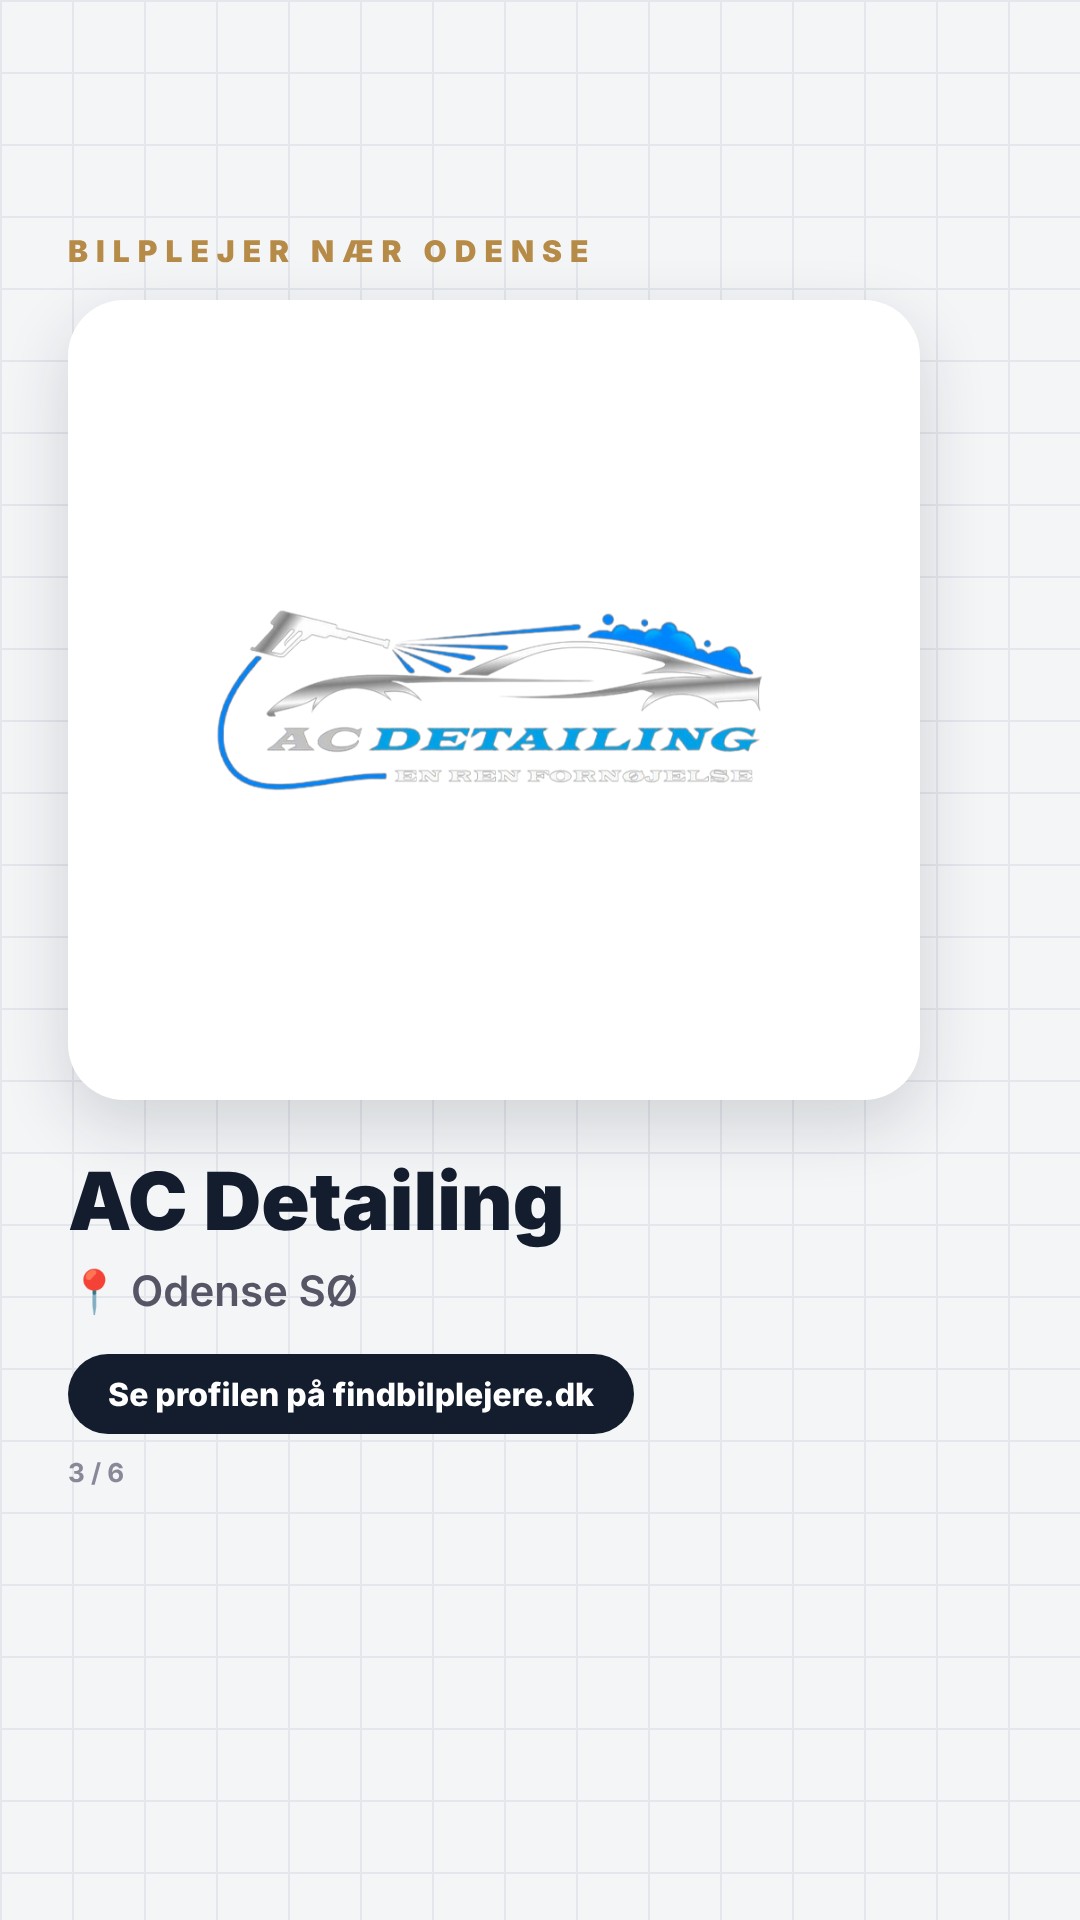 BILPLEJER NÆR ODENSE
AC DETAILING
EN REN FORNØJELSE
AC Detailing
📍 Odense SØ
Se profilen på findbilplejere.dk
3 / 6